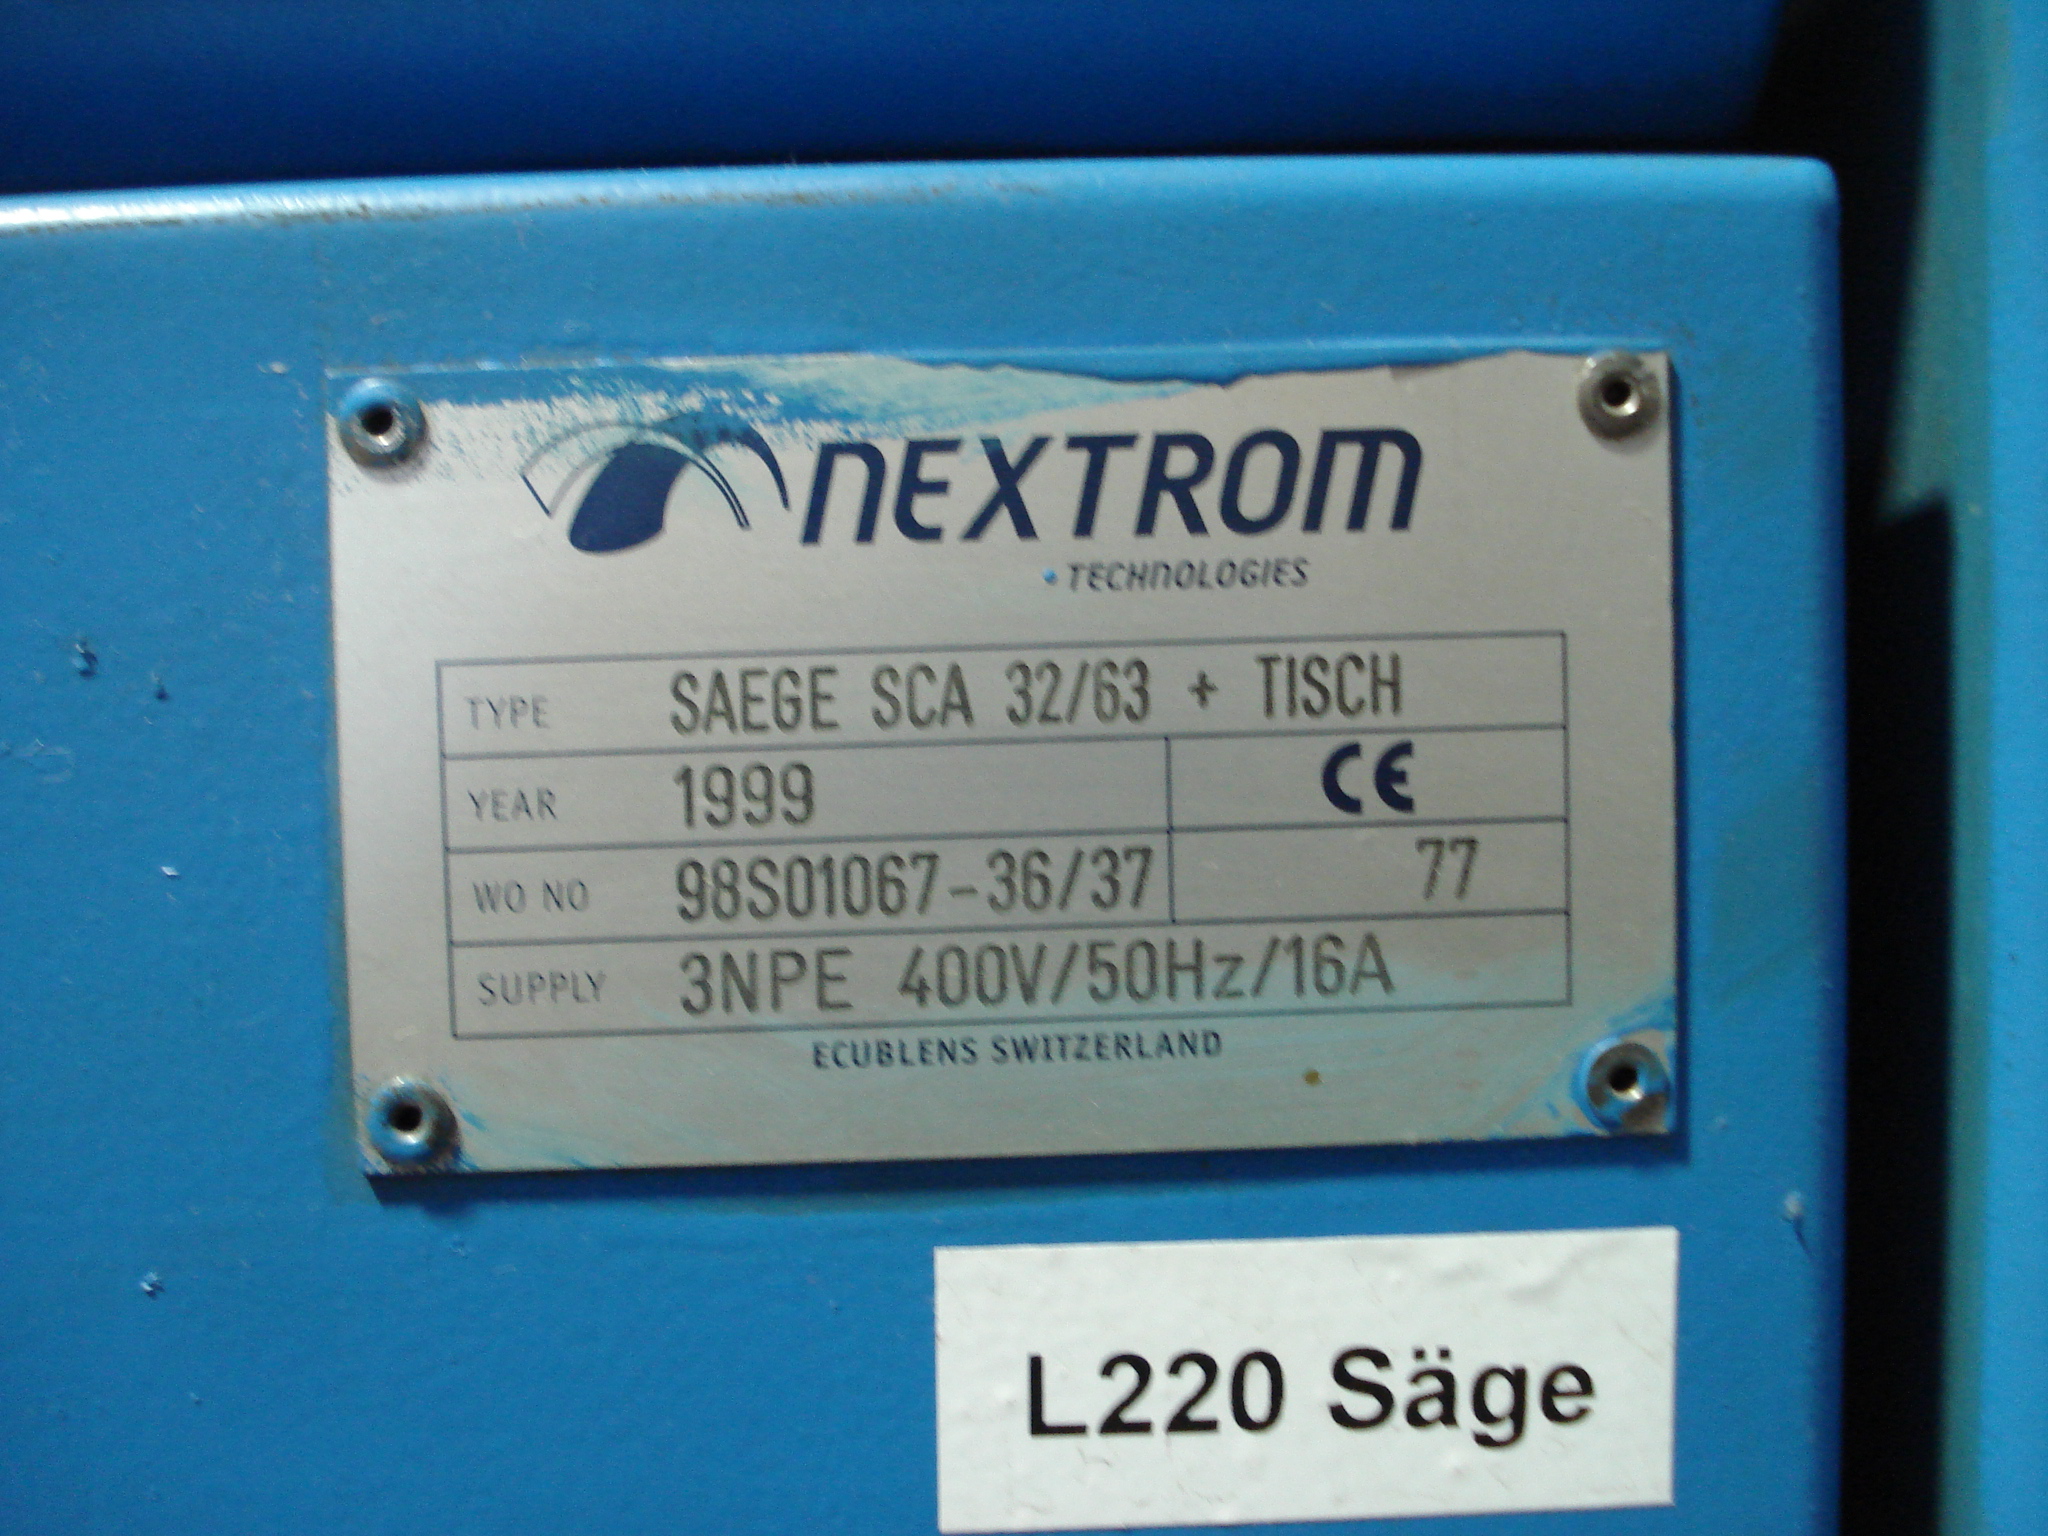 NEXTROM
• TECHNOLOGIES
TYPE SAEGE SCA 32/63 + TISCH
YEAR 1999 CE
WO NO 98S01067-36/37 77
SUPPLY 3NPE 400V/50Hz/16A
ECUBLENS SWITZERLAND
L220 Säge